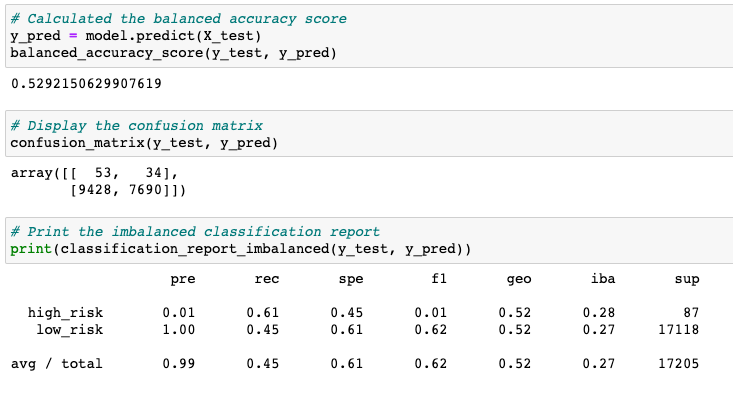 # Calculated the balanced accuracy score
y_pred = model.predict(X_test)
balanced_accuracy_score(y_test, y_pred)
0.5292150629907619
# Display the confusion matrix
confusion_matrix(y_test, y_pred)
array([[  53,   34],
       [9428, 7690]])
# Print the imbalanced classification report
print(classification_report_imbalanced(y_test, y_pred))
pre rec spe f1 geo iba sup
high_risk 0.01 0.61 0.45 0.01 0.52 0.28 87
low_risk 1.00 0.45 0.61 0.62 0.52 0.27 17118
avg / total 0.99 0.45 0.61 0.62 0.52 0.27 17205